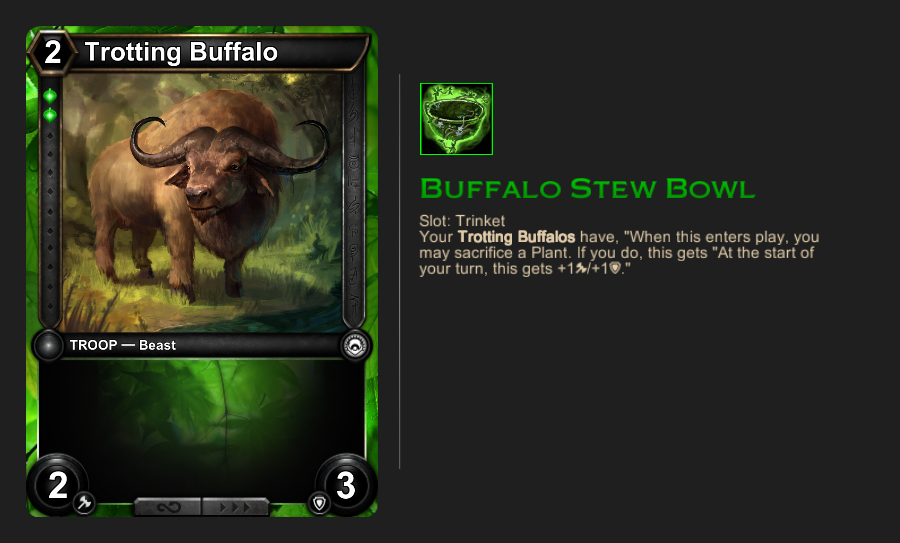 2 Trotting Buffalo
TROOP — Beast
2
3
BUFFALO STEW BOWL
Slot: Trinket
Your Trotting Buffalos have, "When this enters play, you
may sacrifice a Plant. If you do, this gets "At the start of
your turn, this gets +1/+1."